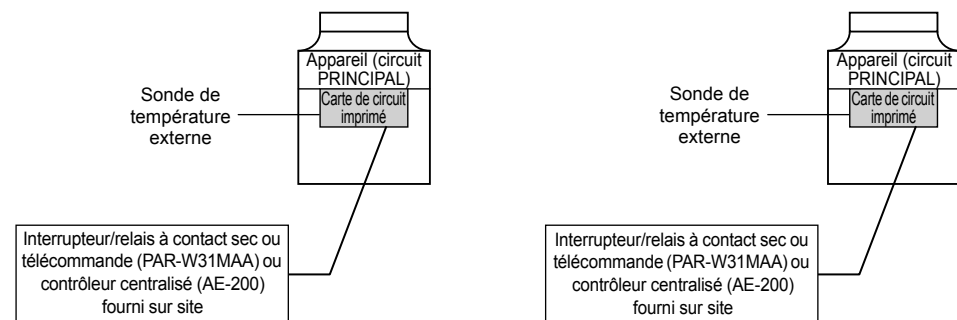 Appareil (circuit
PRINCIPAL)
Carte de circuit
imprimé
Sonde de
température
externe
Interrupteur/relais à contact sec ou
télécommande (PAR-W31MAA) ou
contrôleur centralisé (AE-200)
fourni sur site
Appareil (circuit
PRINCIPAL)
Carte de circuit
imprimé
Sonde de
température
externe
Interrupteur/relais à contact sec ou
télécommande (PAR-W31MAA) ou
contrôleur centralisé (AE-200)
fourni sur site